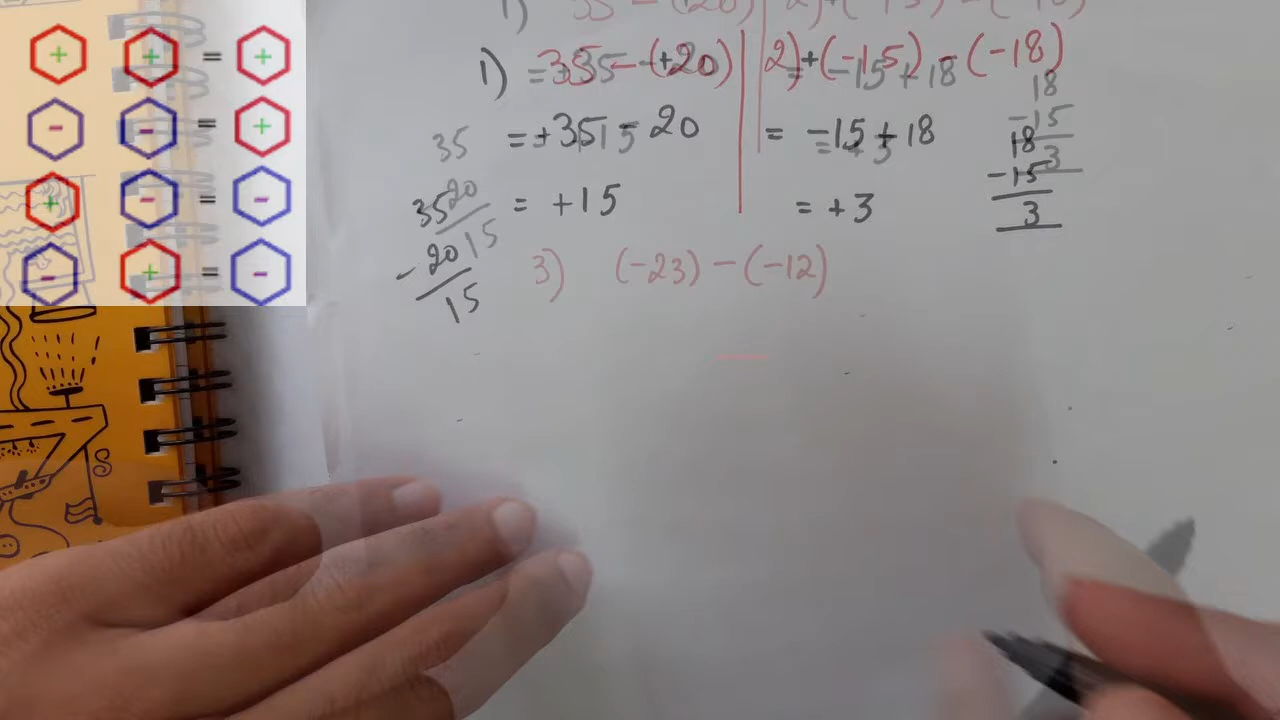 + + = +
- - = +
+ - = -
- + = -
1) 35 - (+20)
= +35 - 20
= +15
35
- 20
15
2) +(-15) - (-18)
= -15 + 18
= +3
18
-15
3
3) (-23) - (-12)